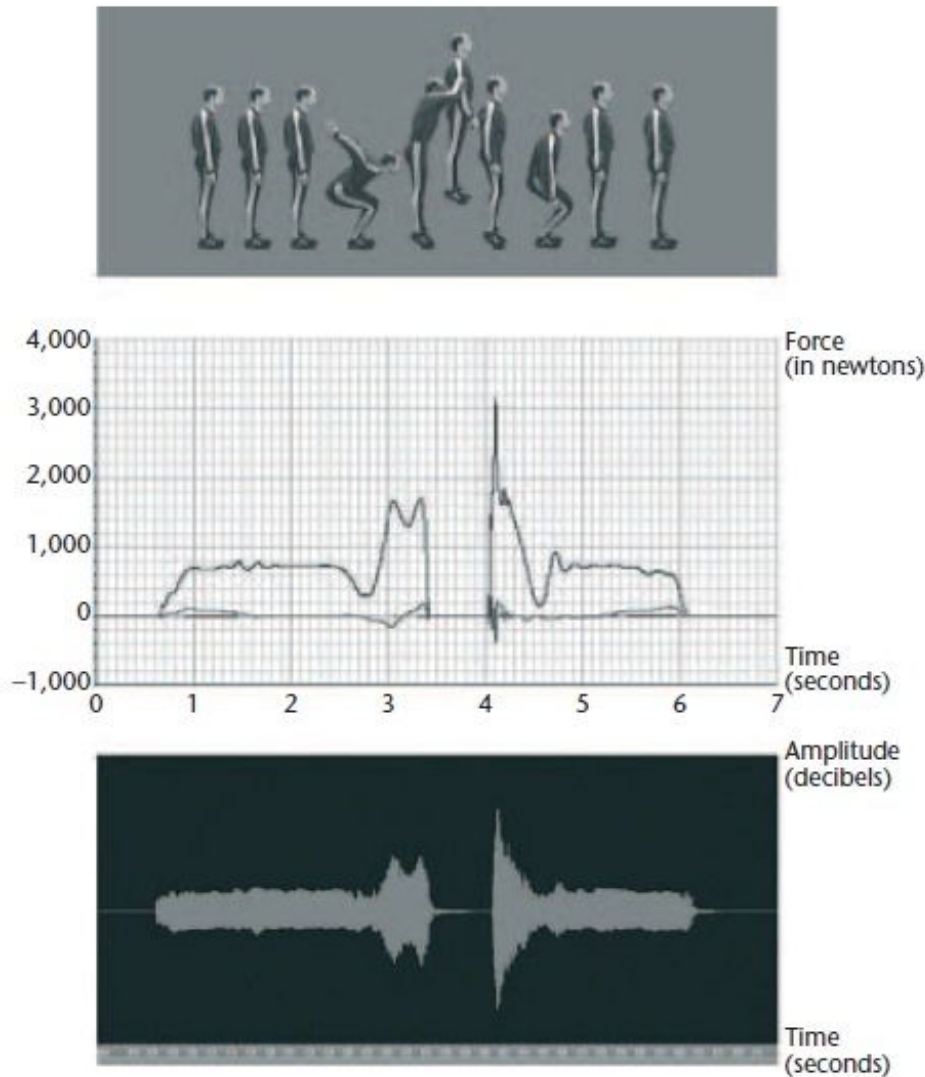 4,000
3,000
2,000
1,000
0
–1,000
Force
(in newtons)
Time
(seconds)
0 1 2 3 4 5 6 7
Amplitude
(decibels)
Time
(seconds)